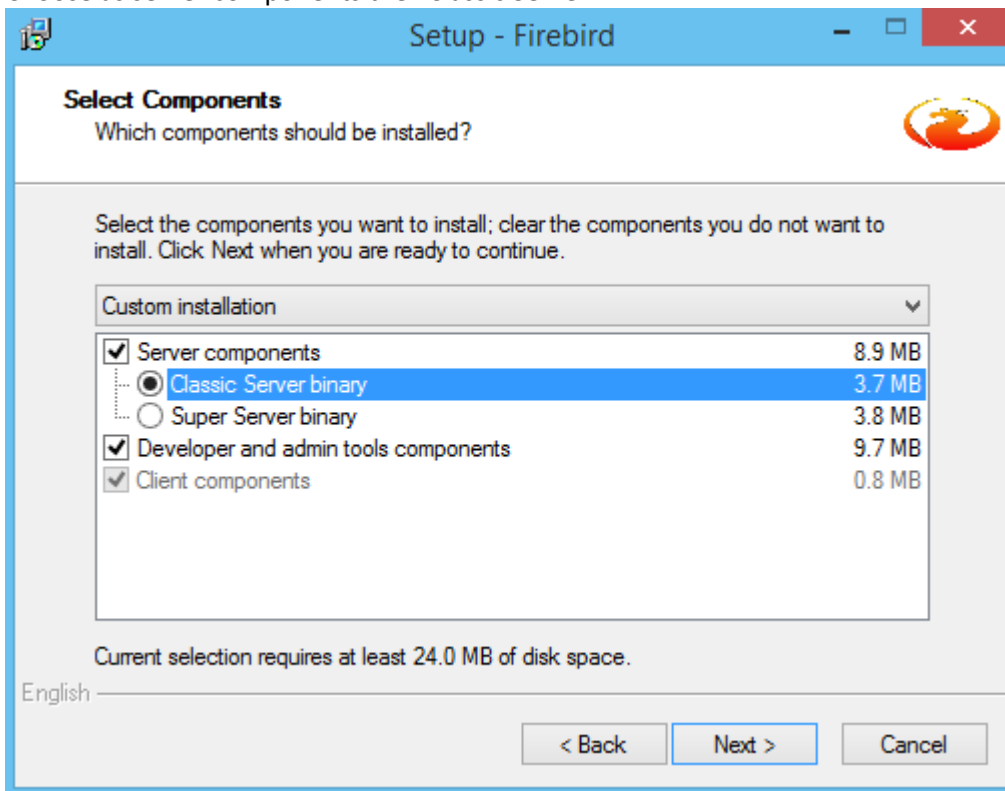 Setup - Firebird
Select Components
Which components should be installed?
Select the components you want to install; clear the components you do not want to
install. Click Next when you are ready to continue.
Custom installation
Server components 8.9 MB
Classic Server binary 3.7 MB
Super Server binary 3.8 MB
Developer and admin tools components 9.7 MB
Client components 0.8 MB
Current selection requires at least 24.0 MB of disk space.
English
< Back Next > Cancel